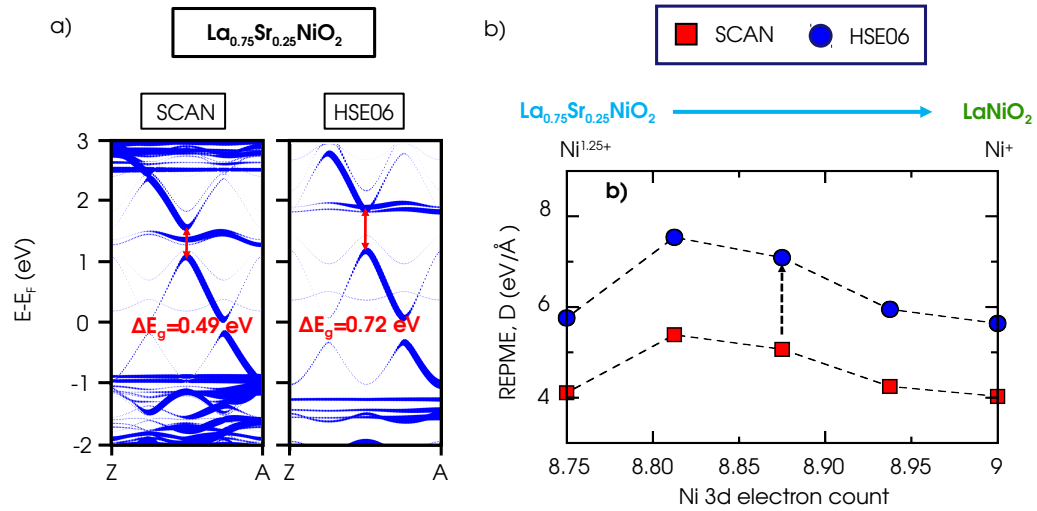 a)
La0.75Sr0.25NiO2
SCAN
HSE06
E-EF (eV)
3
2
1
0
-1
-2
ΔEg=0.49 eV
ΔEg=0.72 eV
Z
A
Z
A
b)
SCAN
HSE06
La0.75Sr0.25NiO2
LaNiO2
Ni1.25+
Ni+
b)
REPME, D (eV/Å)
8
6
4
8.75
8.80
8.85
8.90
8.95
9
Ni 3d electron count